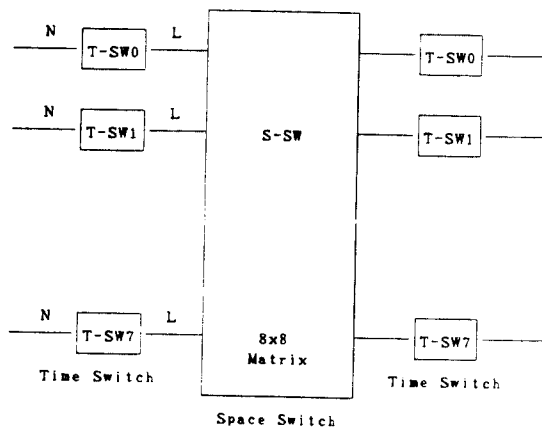 N L
T-SW0 T-SW0
N L
T-SW1 S-SW T-SW1
N L
T-SW7 8x8 T-SW7
Matrix
Time Switch Time Switch
Space Switch